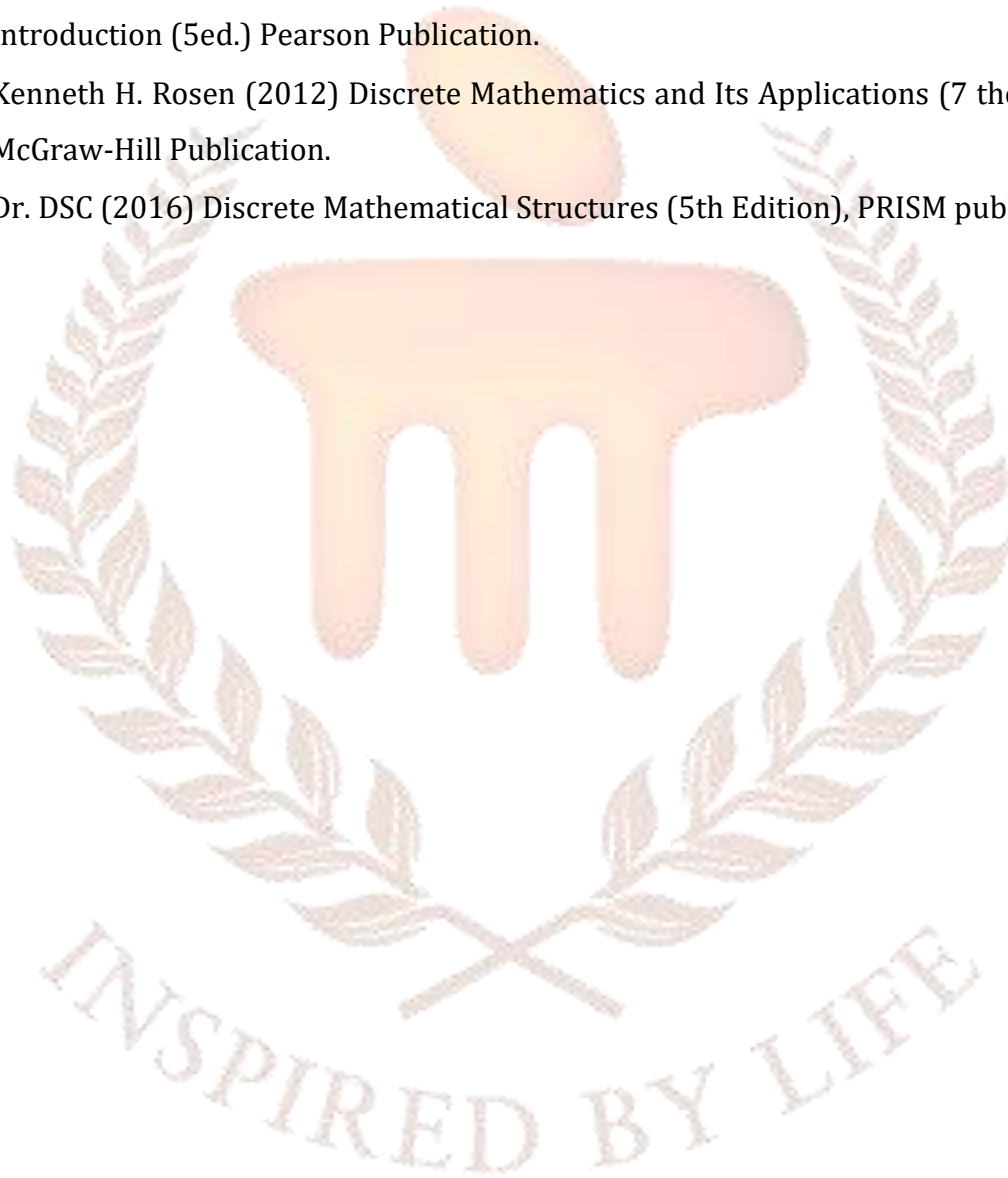 ntroduction (5ed.) Pearson Publication.
Kenneth H. Rosen (2012) Discrete Mathematics and Its Applications (7 the
McGraw-Hill Publication.
Dr. DSC (2016) Discrete Mathematical Structures (5th Edition), PRISM pub
INSPIRED BY LIFE